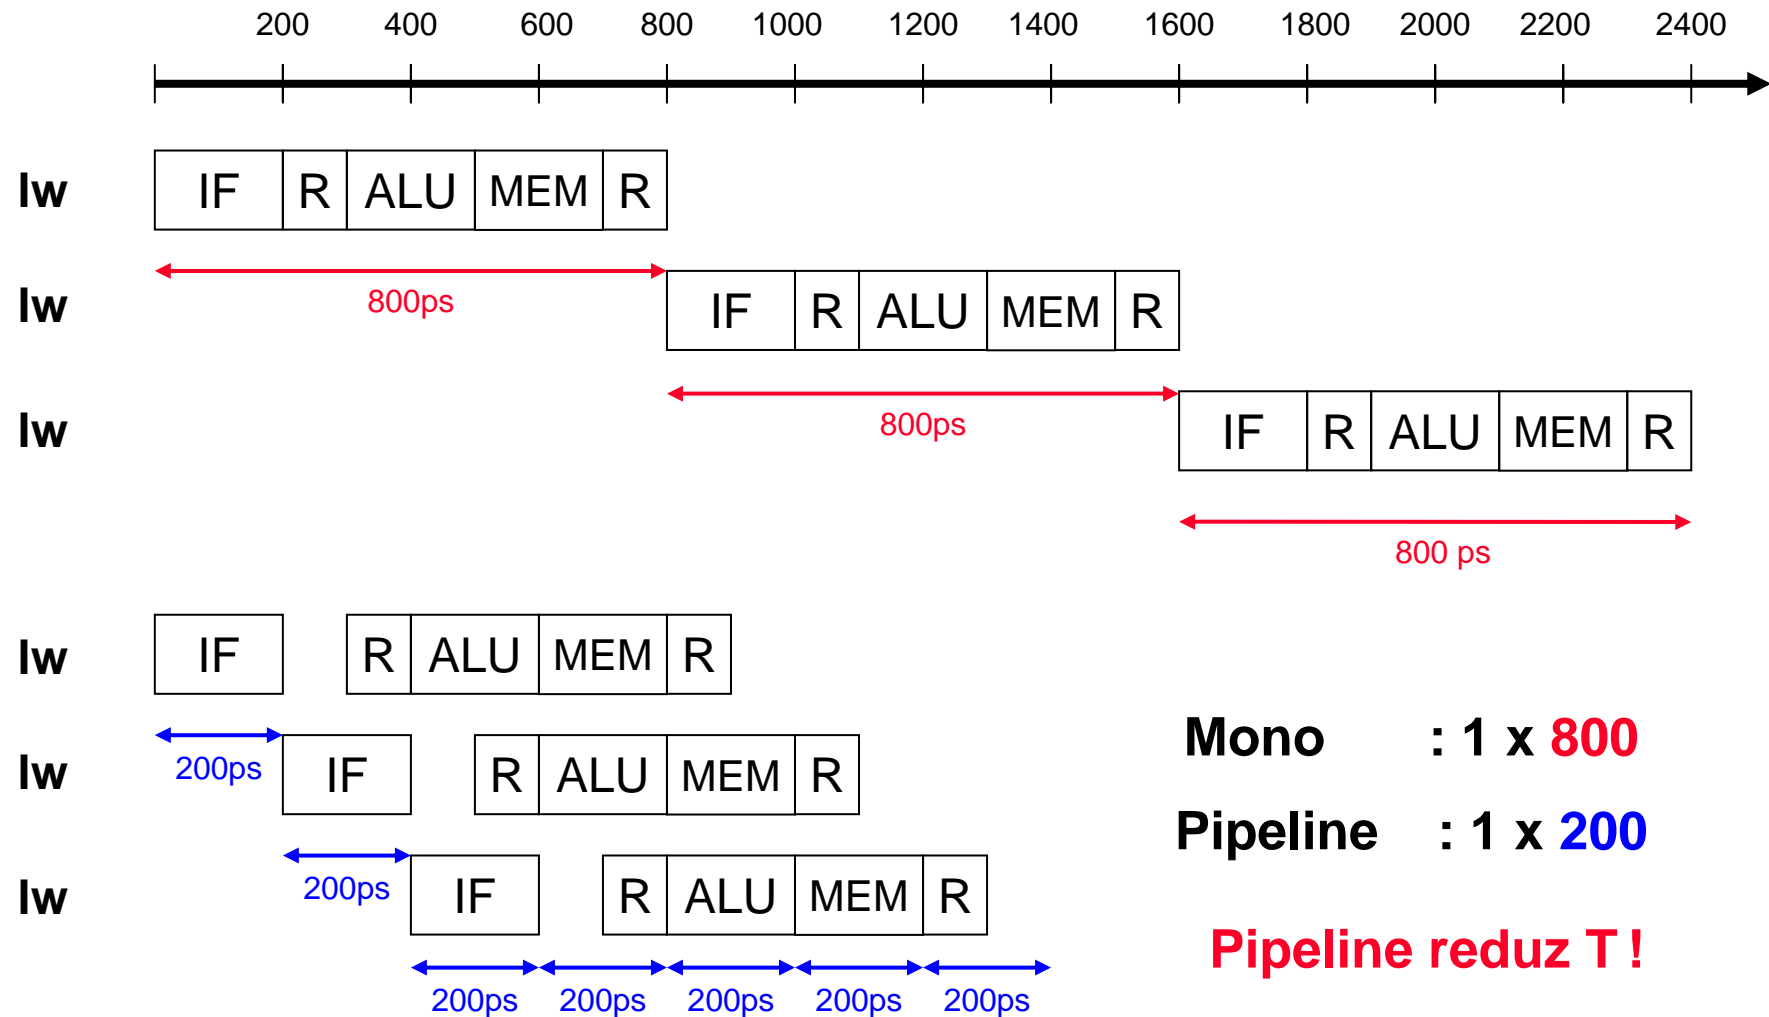 200 400 600 800 1000 1200 1400 1600 1800 2000 2200 2400
lw IF R ALU MEM R
800ps
lw IF R ALU MEM R
800ps
lw IF R ALU MEM R
800 ps
lw IF R ALU MEM R
200ps
lw IF R ALU MEM R
200ps
lw IF R ALU MEM R
200ps 200ps 200ps 200ps 200ps
Mono : 1 x 800
Pipeline : 1 x 200
Pipeline reduz T !